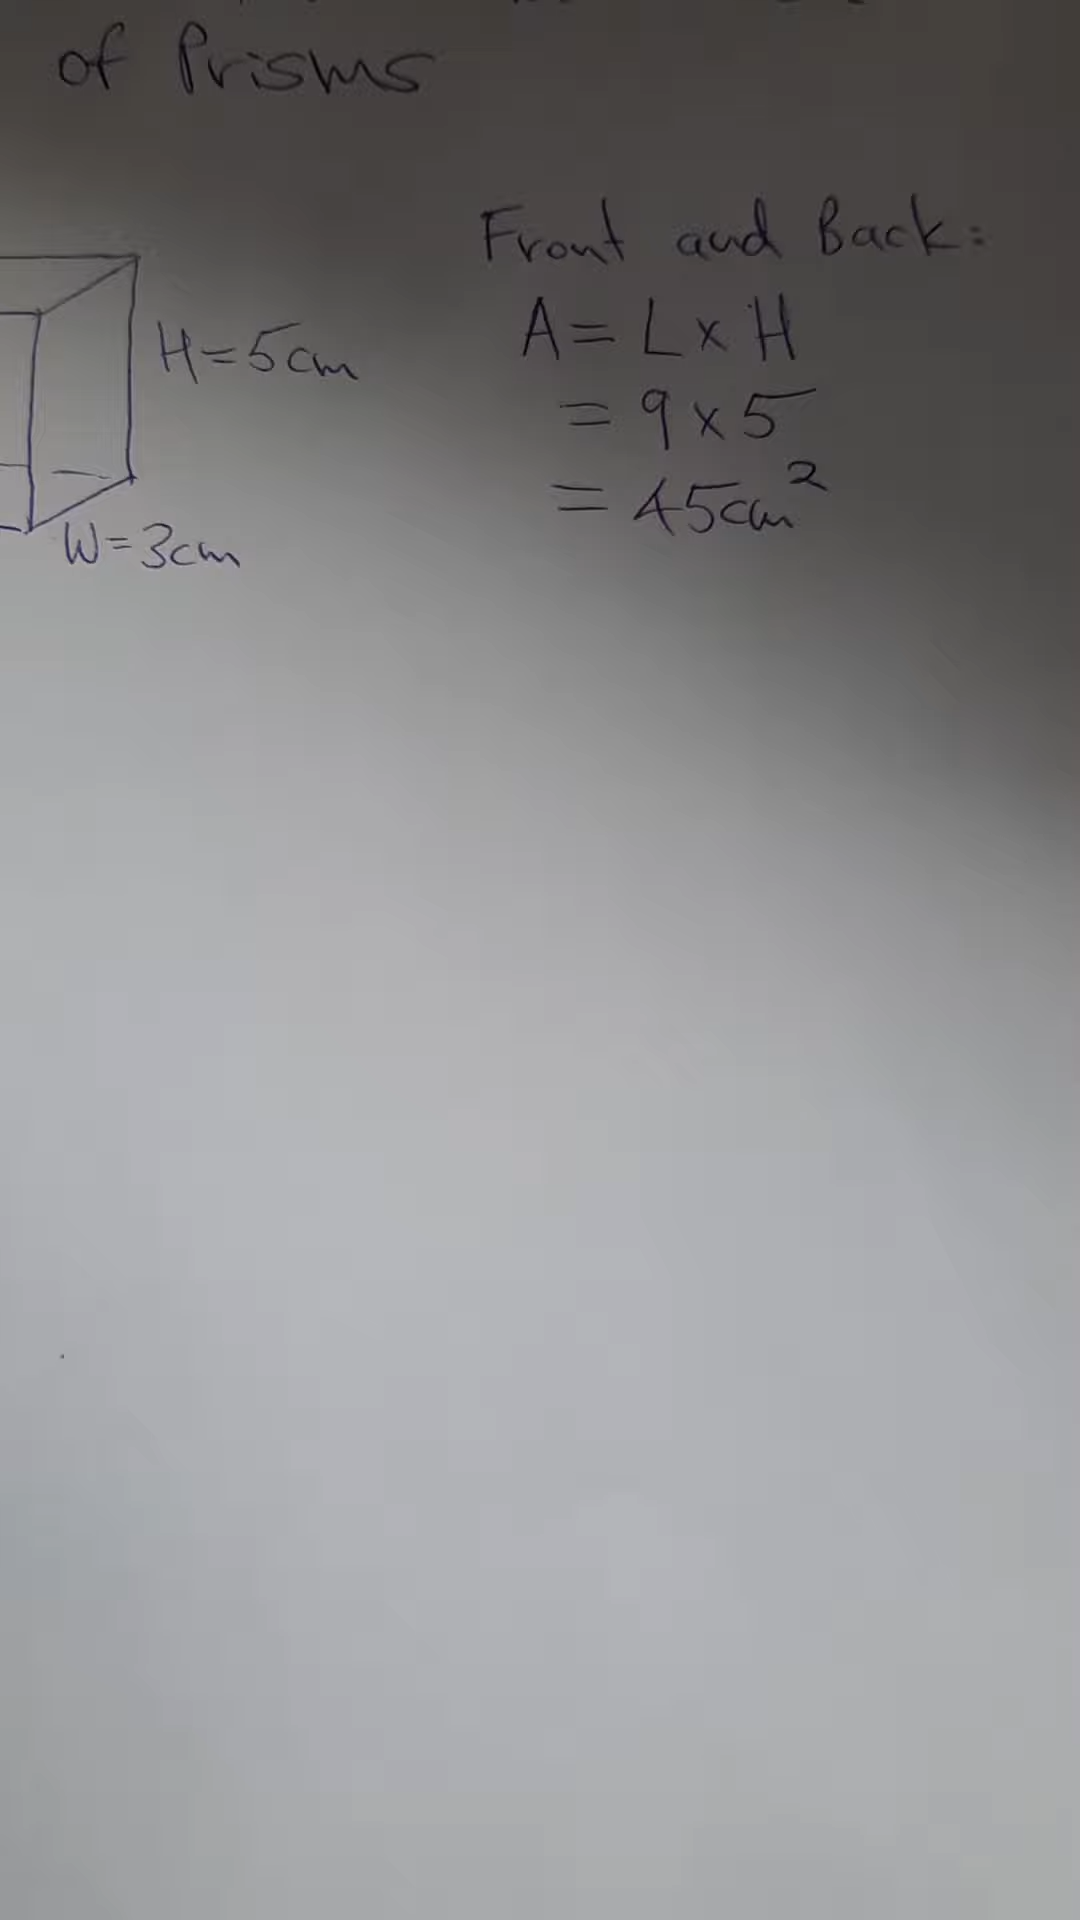 of Prisms
Front and Back:
A = L x H
H = 5cm
= 9 x 5
= 45cm²
W = 3cm